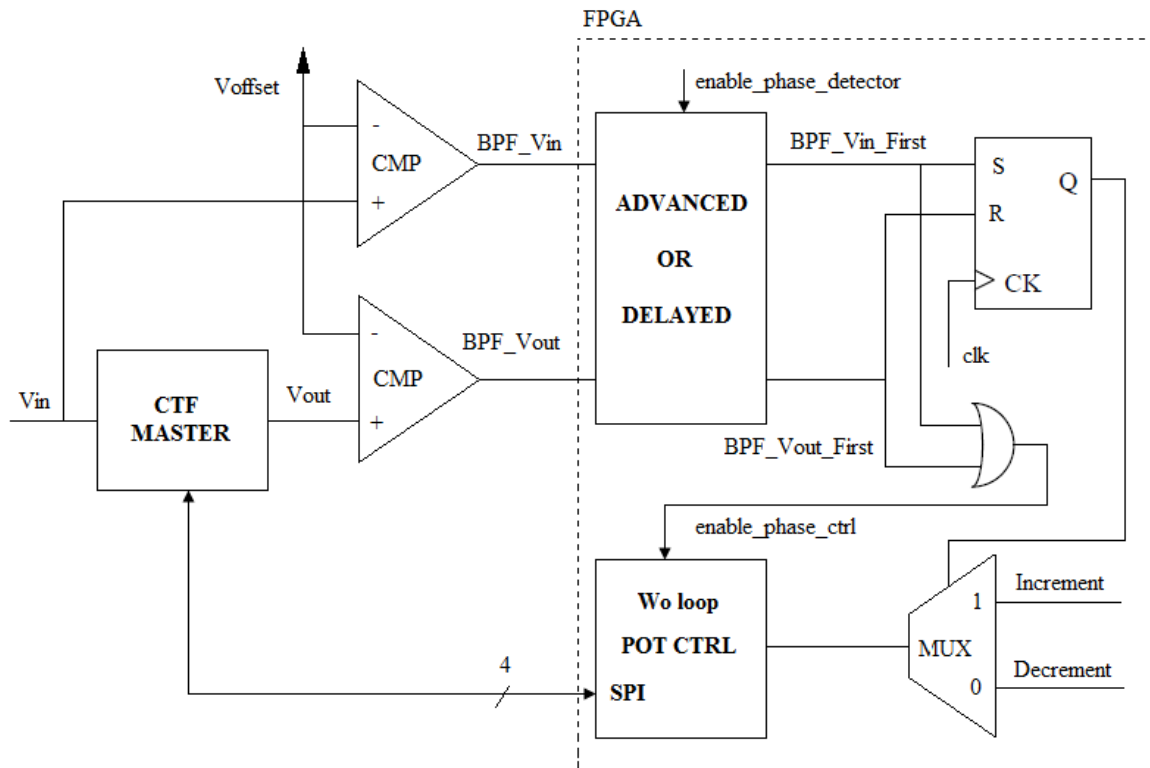 FPGA
Voffset
enable_phase_detector
-
CMP
+
BPF_Vin
BPF_Vin_First
S
Q
R
CK
clk
ADVANCED
OR
DELAYED
-
CMP
+
BPF_Vout
Vin
CTF
MASTER
Vout
BPF_Vout_First
enable_phase_ctrl
Wo loop
POT CTRL
SPI
4
MUX
1
0
Increment
Decrement